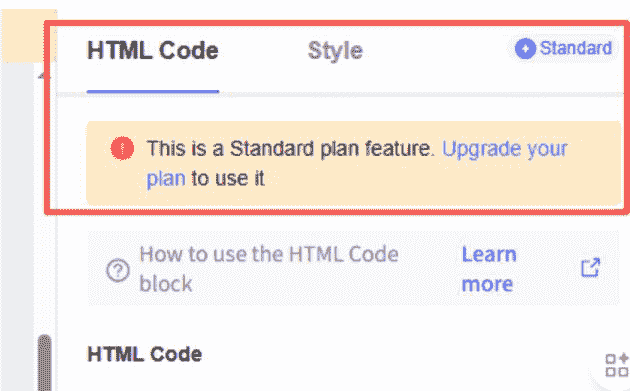 HTML Code Style Standard
! This is a Standard plan feature. Upgrade your
plan to use it
? How to use the HTML Code Learn
block more
HTML Code